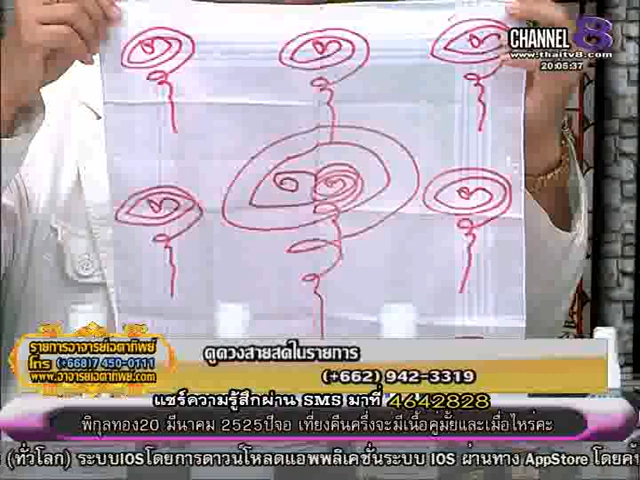 CHANNEL 8
www.thaitv8.com
20:05:37
รายการอาจารย์เอตาทิพย์
โทร (+66)817 450-0111
www.อาจารย์เอตาทิพย์.com
ดูดวงสายสดในรายการ
(+662) 942-3319
แชร์ความรู้สึกผ่าน SMS มาที่ 4642828
พิกุลทอง20 มีนาคม 2525ปีจอ เที่ยงคืนครึ่งจะมีเนื้อคู่มั้ยและเมื่อไหร่คะ
(ทั่วโลก) ระบบIOSโดยการดาวน์โหลดแอพพลิเคชั่นระบบ IOS ผ่านทาง AppStore โดยค้